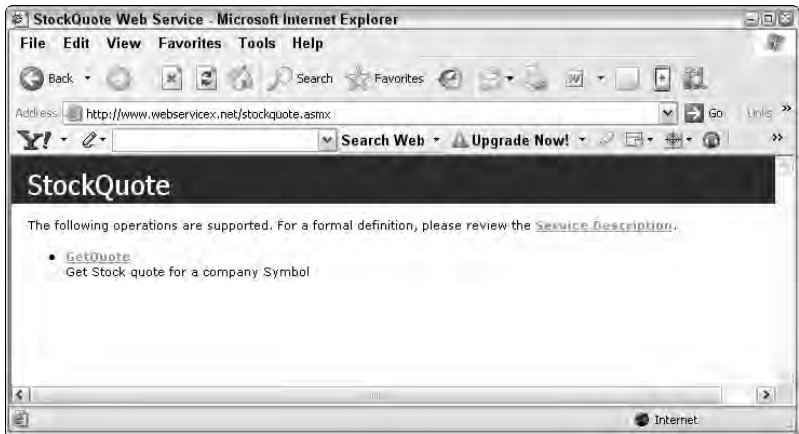 StockQuote Web Service - Microsoft Internet Explorer
File Edit View Favorites Tools Help
Back Search Favorites
Address http://www.webservicex.net/stockquote.asmx Go Links »
Y! Search Web Upgrade Now! »
StockQuote
The following operations are supported. For a formal definition, please review the Service Description.
• GetQuote
Get Stock quote for a company Symbol
Internet